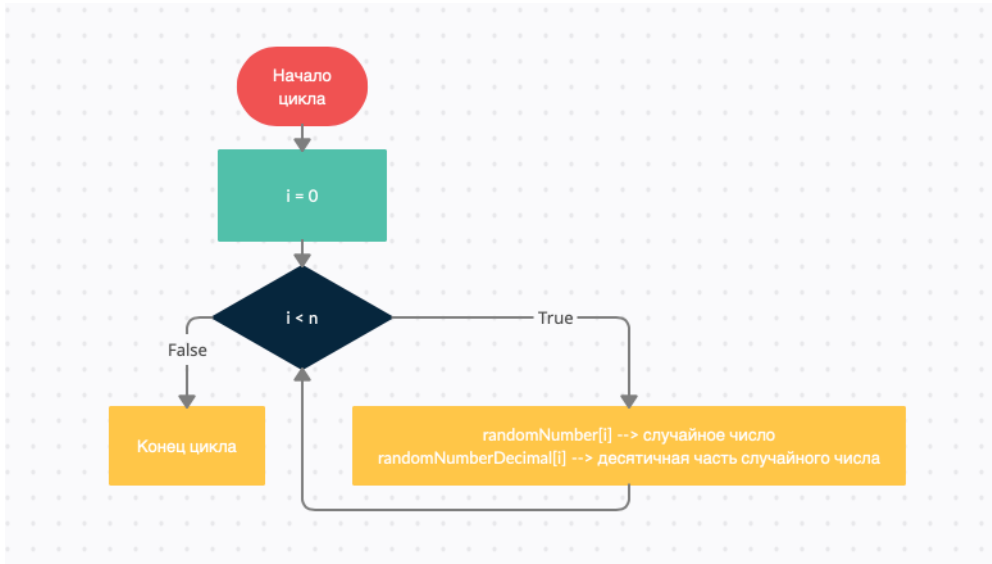 Начало
цикла
i = 0
i < n
True
False
Конец цикла
randomNumber[i] --> случайное число
randomNumberDecimal[i] --> десятичная часть случайного числа